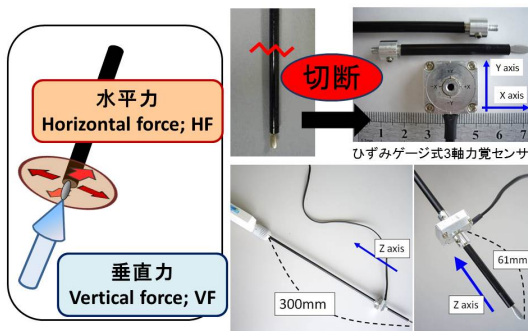 水平力
Horizontal force; HF
垂直力
Vertical force; VF
切断
Y axis
X axis
1 2 3 5 6 7
ひずみゲージ式3軸力覚センサ
Z axis
300mm
61mm
Z axis